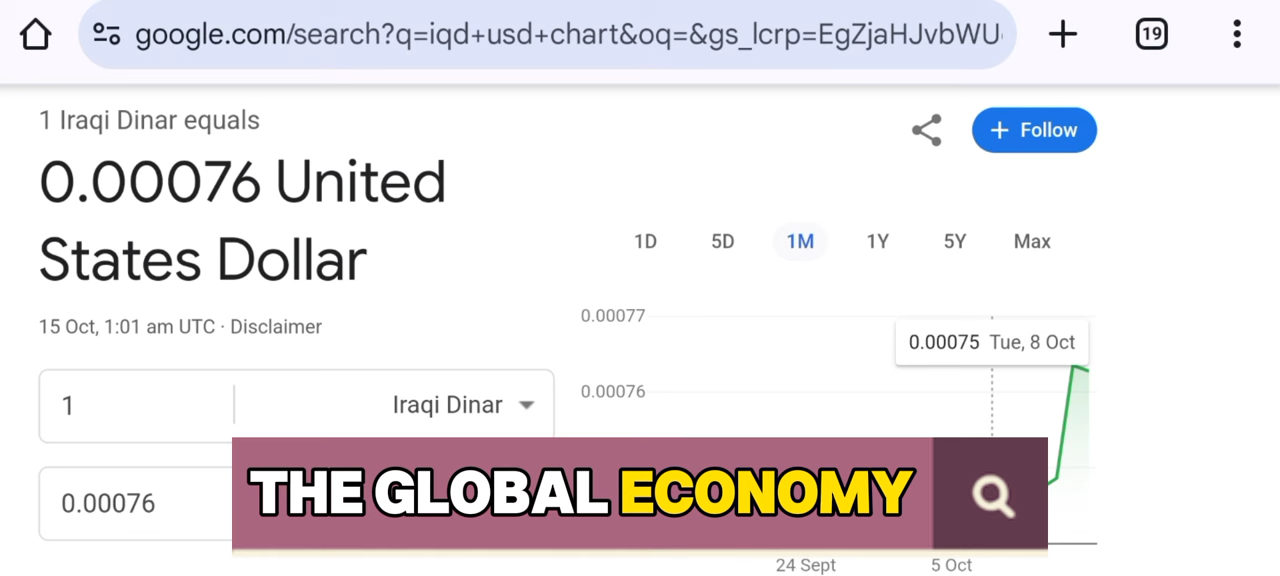 google.com/search?q=iqd+usd+chart&oq=&gs_lcrp=EgZjaHJvbWU
19
1 Iraqi Dinar equals
0.00076 United
States Dollar
15 Oct, 1:01 am UTC · Disclaimer
+ Follow
1D 5D 1M 1Y 5Y Max
0.00077
0.00075 Tue, 8 Oct
0.00076
1 Iraqi Dinar
0.00076
THE GLOBAL ECONOMY
24 Sept 5 Oct